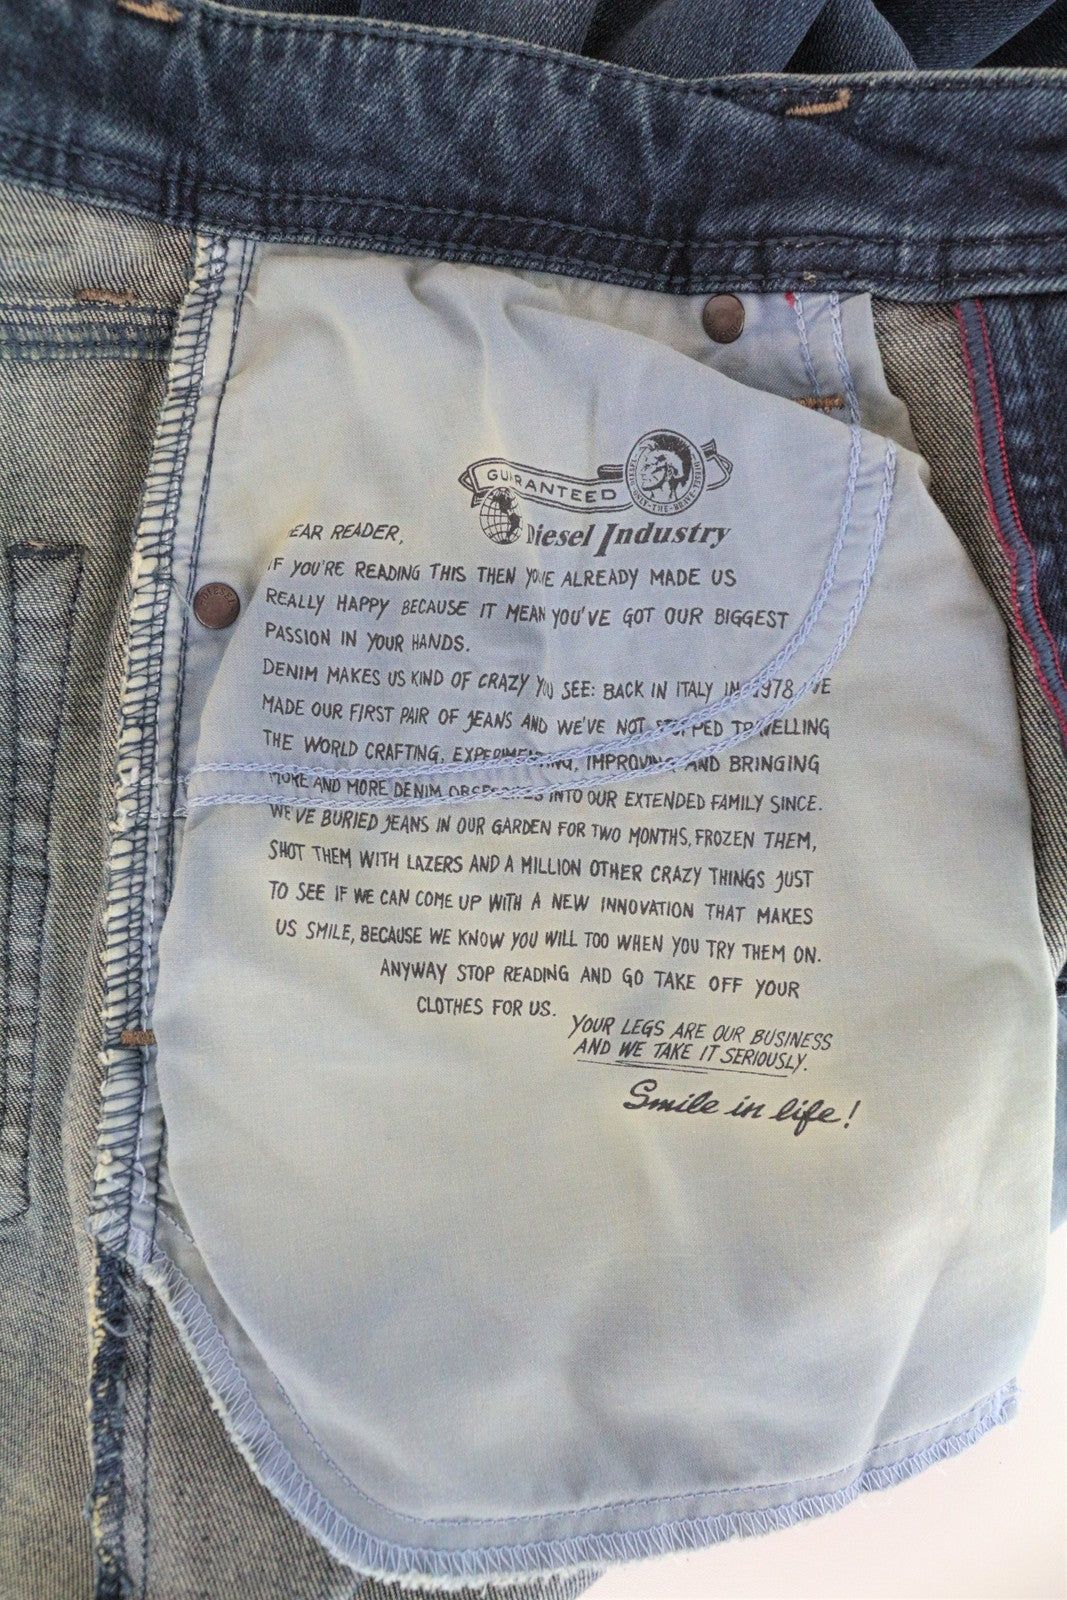 GUARANTEED
DIESEL
ONLY-THE-BRAVE
Diesel Industry
EAR READER,
IF YOU'RE READING THIS THEN YOU'VE ALREADY MADE US
REALLY HAPPY BECAUSE IT MEAN YOU'VE GOT OUR BIGGEST
PASSION IN YOUR HANDS.
DENIM MAKES US KIND OF CRAZY YOU SEE: BACK IN ITALY IN 1978 WE
MADE OUR FIRST PAIR OF JEANS AND WE'VE NOT STOPPED TRAVELLING
THE WORLD CRAFTING, EXPERIMENTING, IMPROVING AND BRINGING
MORE AND MORE DENIM INTO OUR EXTENDED FAMILY SINCE.
WE'VE BURIED JEANS IN OUR GARDEN FOR TWO MONTHS, FROZEN THEM,
SHOT THEM WITH LAZERS AND A MILLION OTHER CRAZY THINGS JUST
TO SEE IF WE CAN COME UP WITH A NEW INNOVATION THAT MAKES
US SMILE, BECAUSE WE KNOW YOU WILL TOO WHEN YOU TRY THEM ON.
ANYWAY STOP READING AND GO TAKE OFF YOUR
CLOTHES FOR US.
YOUR LEGS ARE OUR BUSINESS
AND WE TAKE IT SERIOUSLY.
Smile in life!
DIESEL